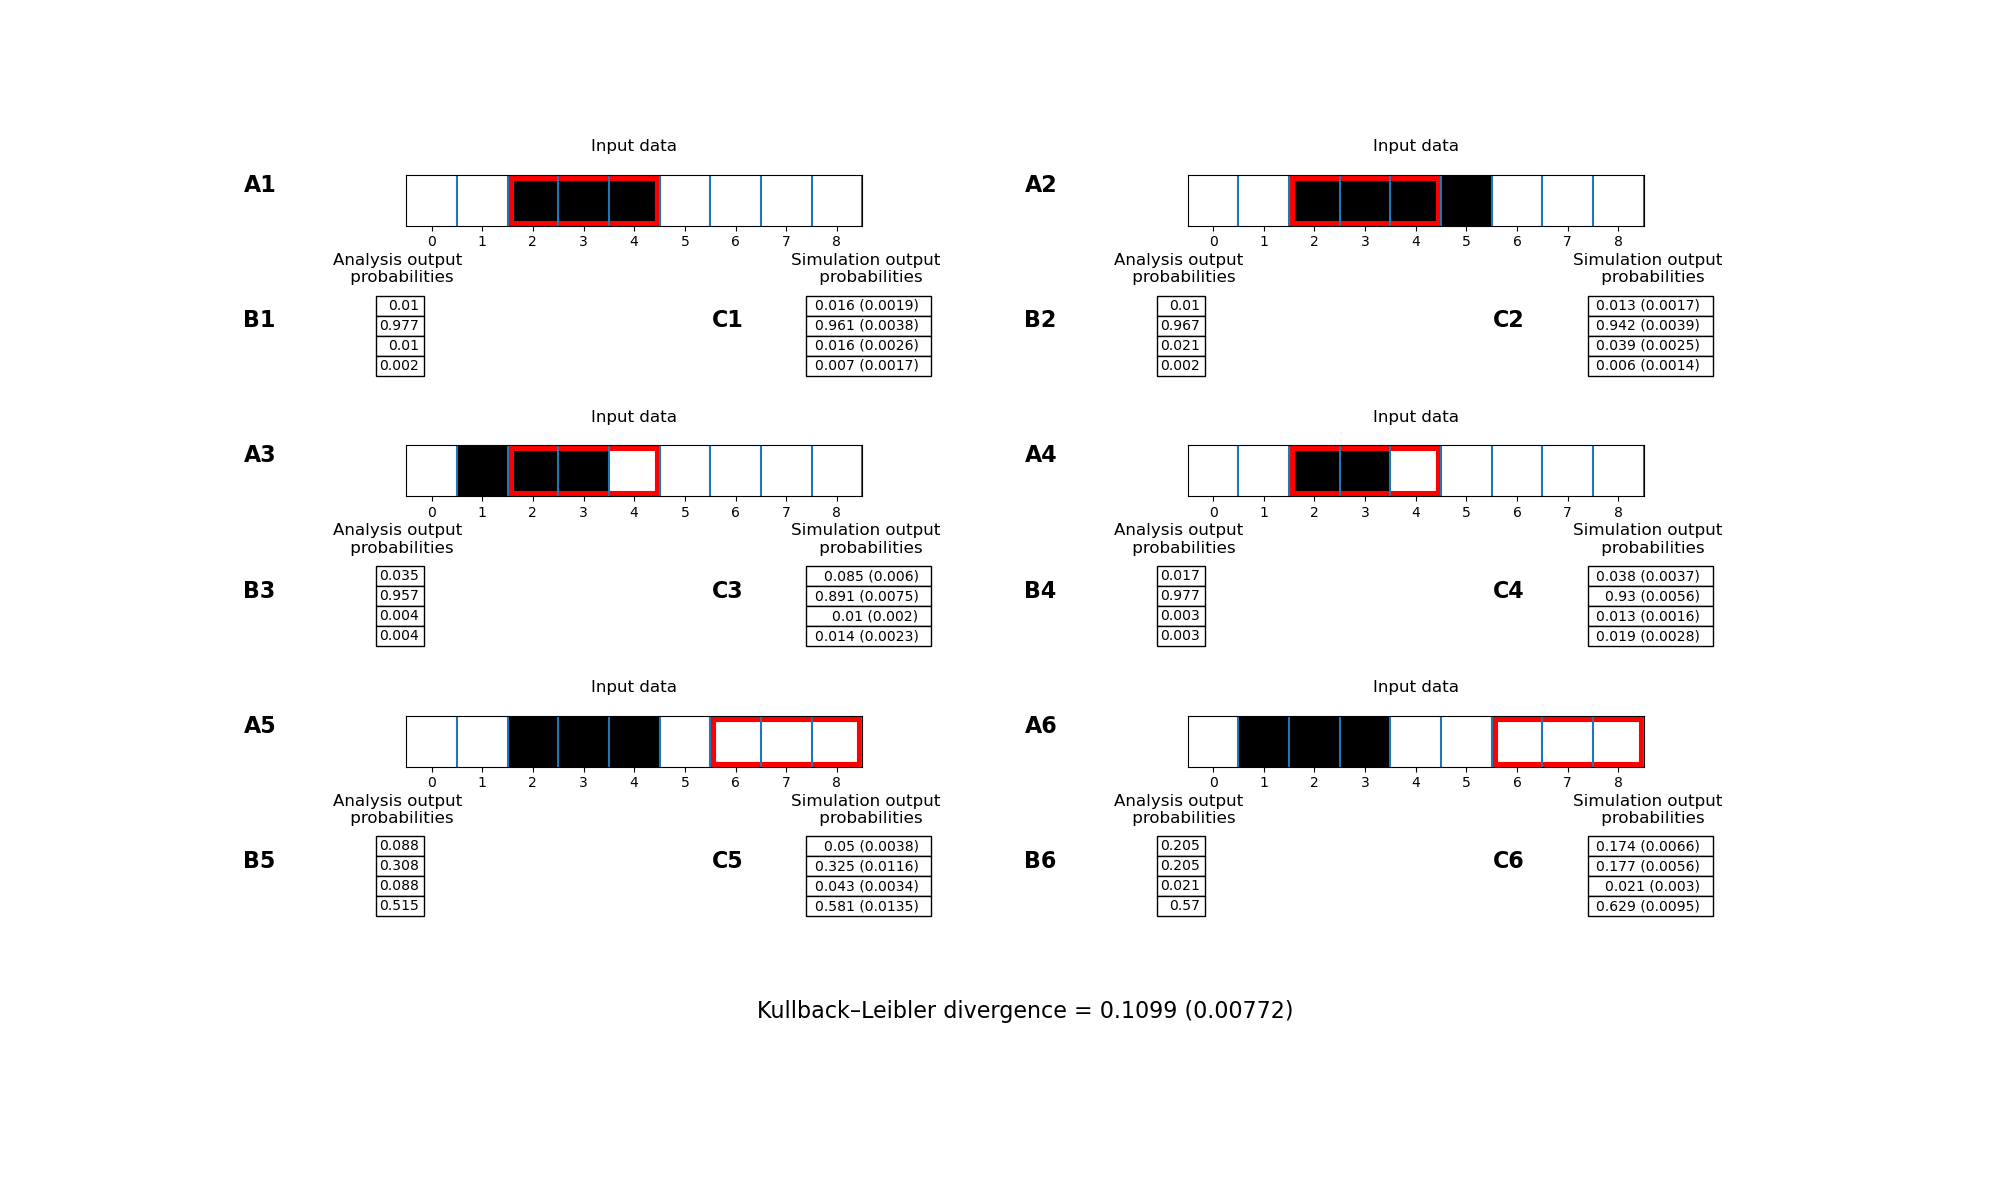 Input data
Input data
A1
A2
0 1 2 3 4 5 6 7 8
0 1 2 3 4 5 6 7 8
Analysis output
probabilities
Simulation output
probabilities
Analysis output
probabilities
Simulation output
probabilities
B1
0.01
0.977
0.01
0.002
C1
0.016 (0.0019)
0.961 (0.0038)
0.016 (0.0026)
0.007 (0.0017)
B2
0.01
0.967
0.021
0.002
C2
0.013 (0.0017)
0.942 (0.0039)
0.039 (0.0025)
0.006 (0.0014)
Input data
Input data
A3
A4
0 1 2 3 4 5 6 7 8
0 1 2 3 4 5 6 7 8
Analysis output
probabilities
Simulation output
probabilities
Analysis output
probabilities
Simulation output
probabilities
B3
0.035
0.957
0.004
0.004
C3
0.085 (0.006)
0.891 (0.0075)
0.01 (0.002)
0.014 (0.0023)
B4
0.017
0.977
0.003
0.003
C4
0.038 (0.0037)
0.93 (0.0056)
0.013 (0.0016)
0.019 (0.0028)
Input data
Input data
A5
A6
0 1 2 3 4 5 6 7 8
0 1 2 3 4 5 6 7 8
Analysis output
probabilities
Simulation output
probabilities
Analysis output
probabilities
Simulation output
probabilities
B5
0.088
0.308
0.088
0.515
C5
0.05 (0.0038)
0.325 (0.0116)
0.043 (0.0034)
0.581 (0.0135)
B6
0.205
0.205
0.021
0.57
C6
0.174 (0.0066)
0.177 (0.0056)
0.021 (0.003)
0.629 (0.0095)
Kullback–Leibler divergence = 0.1099 (0.00772)